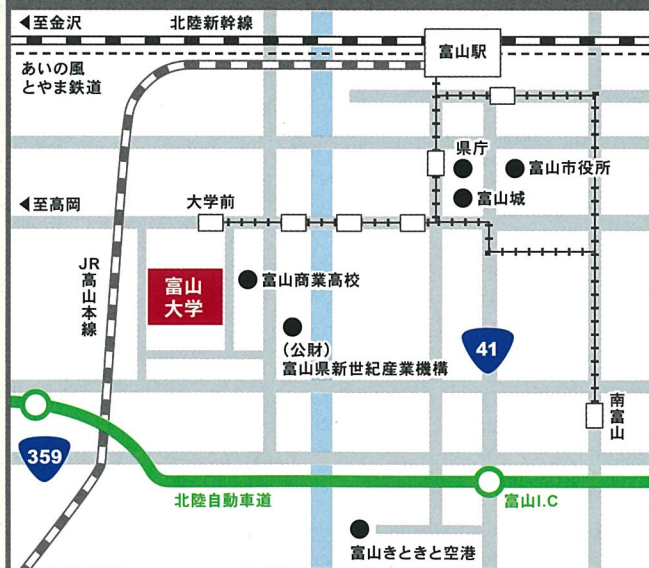 ◀至金沢
北陸新幹線
富山駅
あいの風
とやま鉄道
県庁
富山市役所
富山城
◀至高岡
大学前
JR高山本線
富山
大学
富山商業高校
（公財）
富山県新世紀産業機構
41
南富山
359
北陸自動車道
富山I.C
富山きときと空港